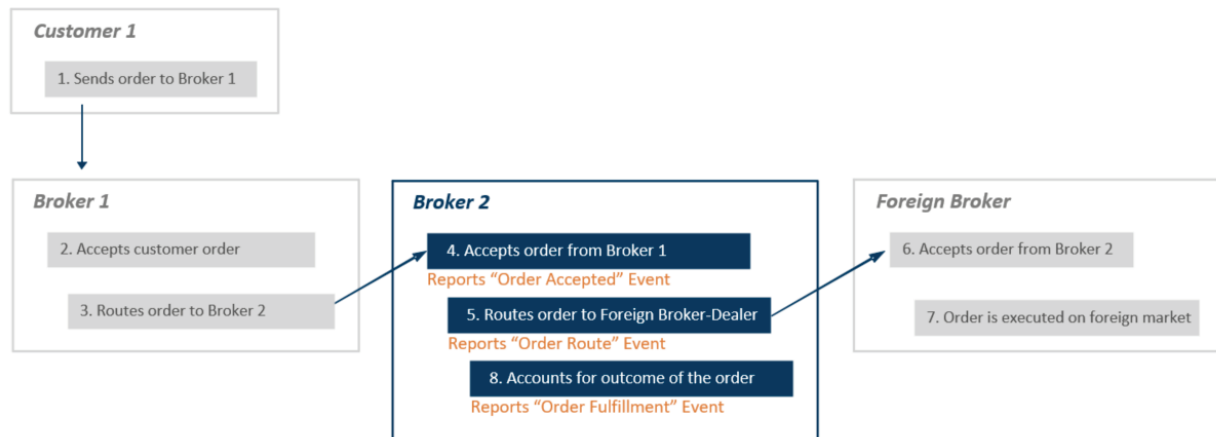 Customer 1
1. Sends order to Broker 1
Broker 1
2. Accepts customer order
3. Routes order to Broker 2
Broker 2
4. Accepts order from Broker 1
Reports “Order Accepted” Event
5. Routes order to Foreign Broker-Dealer
Reports “Order Route” Event
8. Accounts for outcome of the order
Reports “Order Fulfillment” Event
Foreign Broker
6. Accepts order from Broker 2
7. Order is executed on foreign market